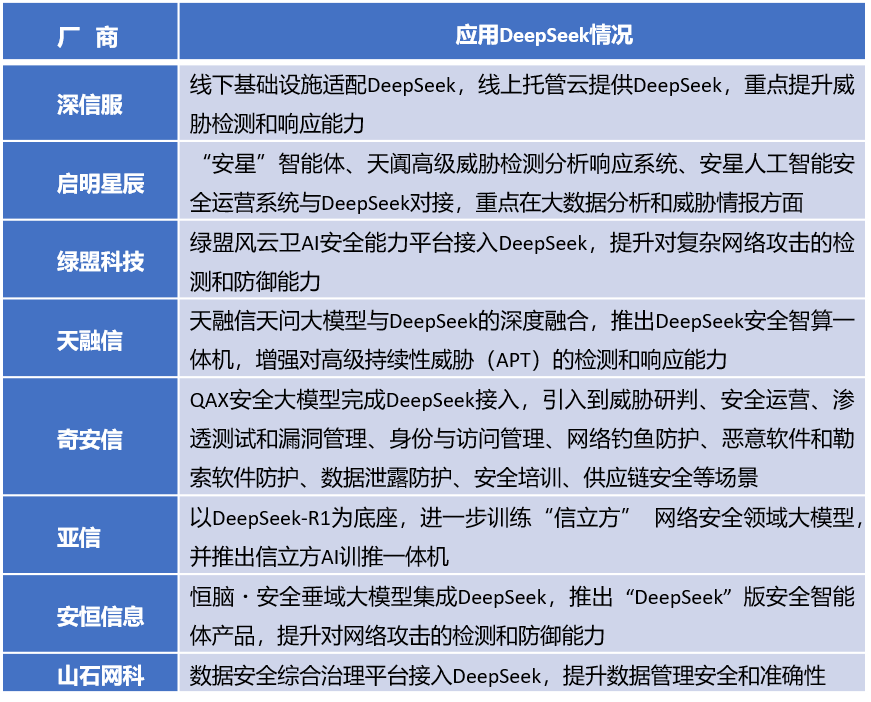 厂 商
应用DeepSeek情况
深信服
线下基础设施适配DeepSeek，线上托管云提供DeepSeek，重点提升威
胁检测和响应能力
启明星辰
“安星”智能体、天阗高级威胁检测分析响应系统、安星人工智能安
全运营系统与DeepSeek对接，重点在大数据分析和威胁情报方面
绿盟科技
绿盟风云卫AI安全能力平台接入DeepSeek，提升对复杂网络攻击的检
测和防御能力
天融信
天融信天问大模型与DeepSeek的深度融合，推出DeepSeek安全智算一
体机，增强对高级持续性威胁（APT）的检测和响应能力
奇安信
QAX安全大模型完成DeepSeek接入，引入到威胁研判、安全运营、渗
透测试和漏洞管理、身份与访问管理、网络钓鱼防护、恶意软件和勒
索软件防护、数据泄露防护、安全培训、供应链安全等场景
亚信
以DeepSeek-R1为底座，进一步训练“信立方” 网络安全领域大模型，
并推出信立方AI训推一体机
安恒信息
恒脑・安全垂域大模型集成DeepSeek，推出“DeepSeek”版安全智能
体产品，提升对网络攻击的检测和防御能力
山石网科
数据安全综合治理平台接入DeepSeek，提升数据管理安全和准确性